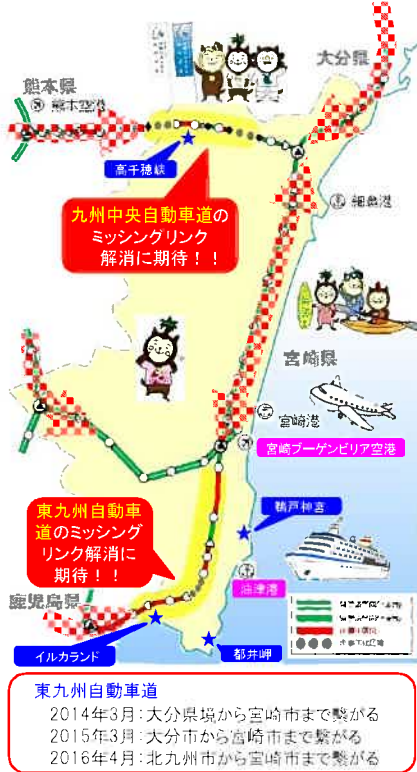 大分県
熊本県
熊本空港
高千穂峡
九州中央自動車道の
ミッシングリンク
解消に期待！！
細島港
宮崎県
宮崎港
宮崎ブーゲンビリア空港
東九州自動車
道のミッシング
リンク解消に
期待！！
鵜戸神宮
油津港
鹿児島県
イルカランド
都井岬
東九州自動車道
2014年3月：大分県境から宮崎市まで繋がる
2015年3月：大分市から宮崎市まで繋がる
2016年4月：北九州市から宮崎市まで繋がる